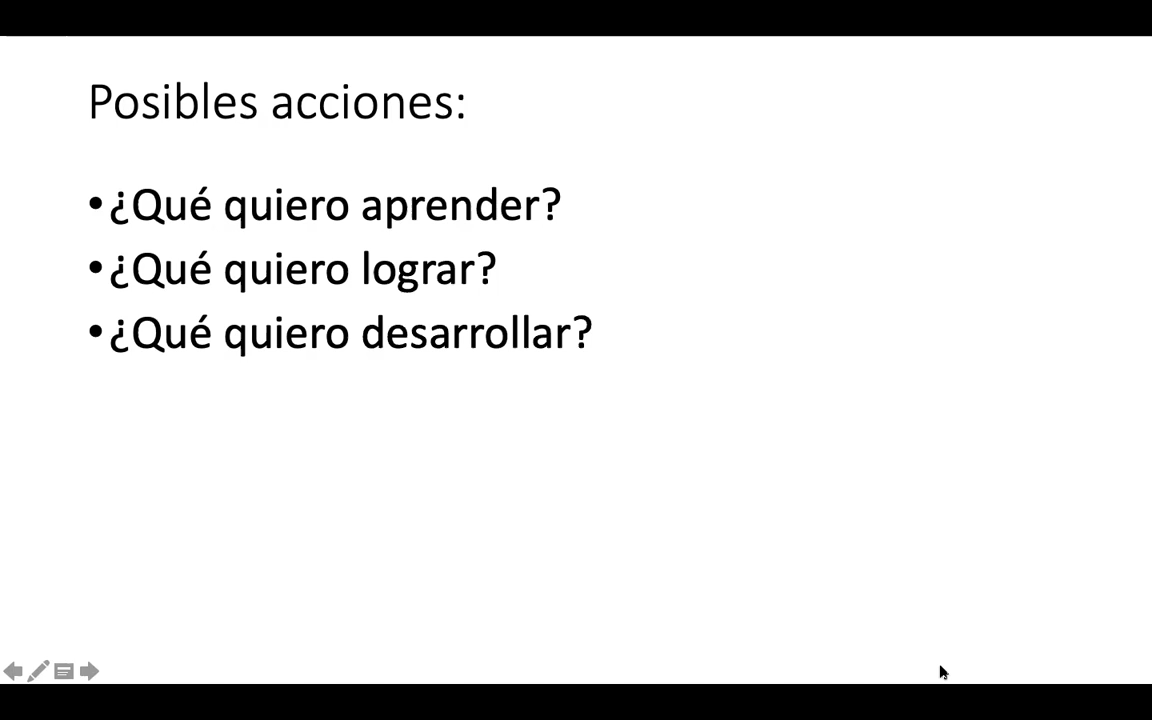 Posibles acciones:
•¿Qué quiero aprender?
•¿Qué quiero lograr?
•¿Qué quiero desarrollar?